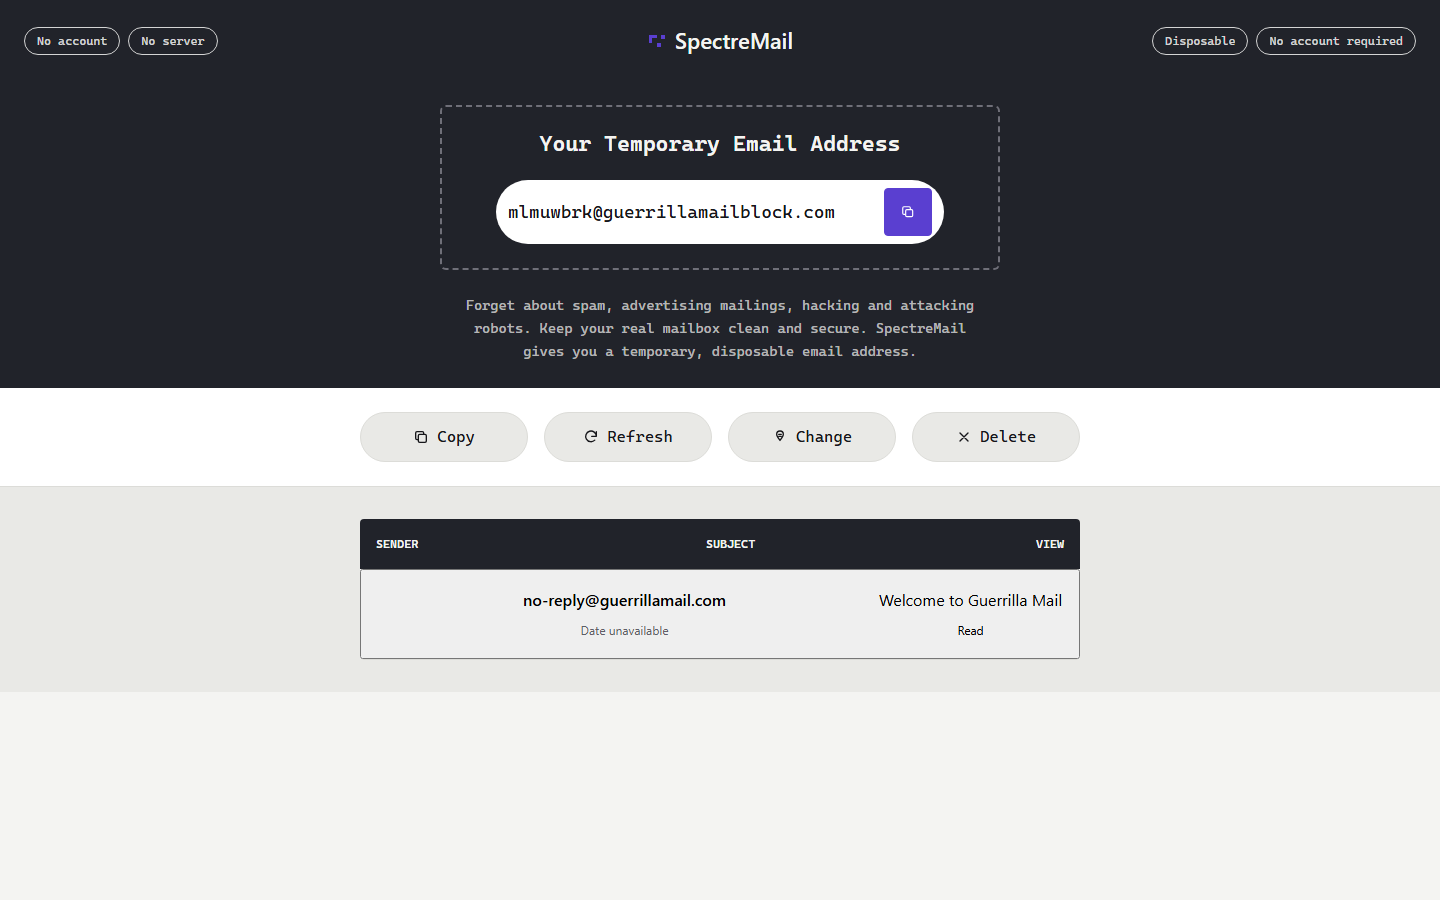 No account
No server
SpectreMail
Disposable
No account required
Your Temporary Email Address
mlmuwbrk@guerrillamailblock.com
Forget about spam, advertising mailings, hacking and attacking
robots. Keep your real mailbox clean and secure. SpectreMail
gives you a temporary, disposable email address.
Copy
Refresh
Change
Delete
SENDER
SUBJECT
VIEW
no-reply@guerrillamail.com
Welcome to Guerrilla Mail
Date unavailable
Read